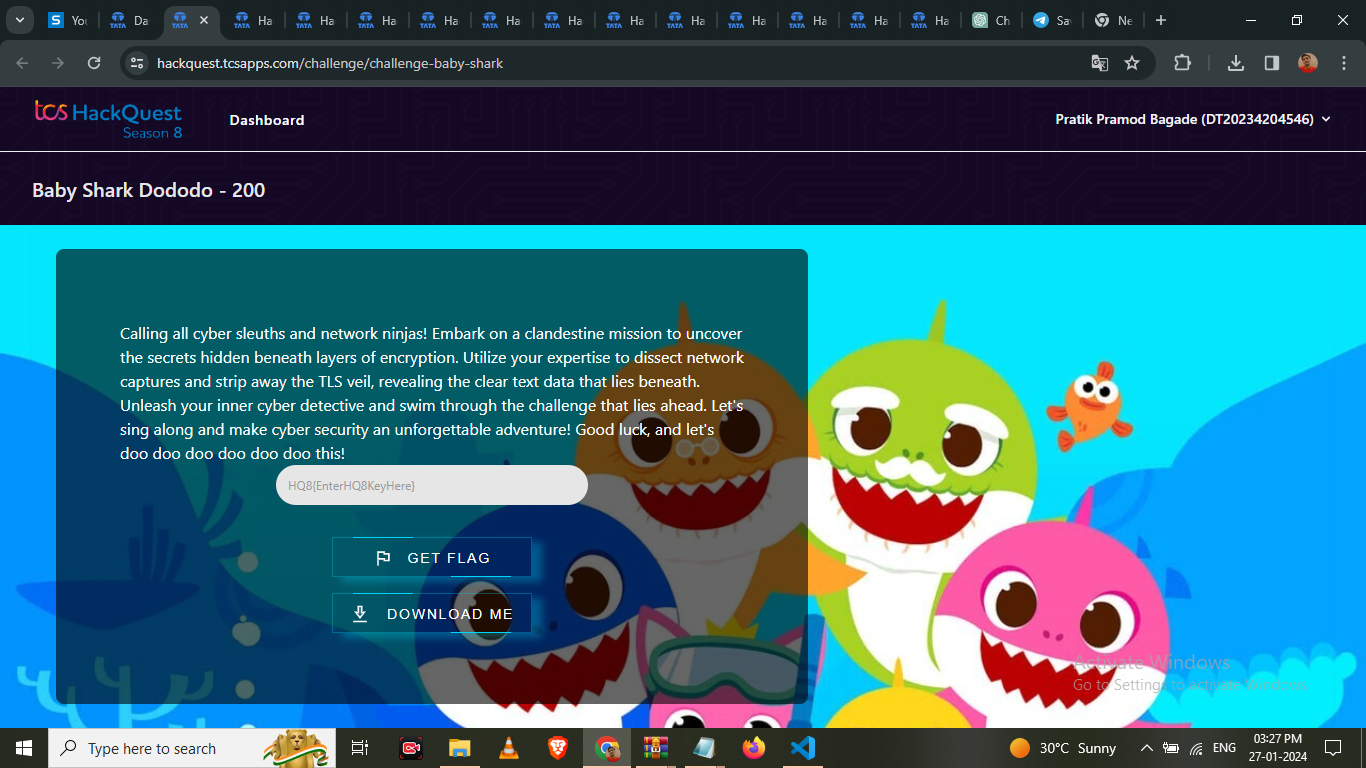 You
Da
Ha
Ha
Ha
Ha
Ha
Ha
Ha
Ha
Ha
Ha
Ha
Ha
Ch
Sa
Ne
hackquest.tcsapps.com/challenge/challenge-baby-shark
tcs HackQuest
Season 8
Dashboard
Pratik Pramod Bagade (DT20234204546)
Baby Shark Dododo - 200
Calling all cyber sleuths and network ninjas! Embark on a clandestine mission to uncover
the secrets hidden beneath layers of encryption. Utilize your expertise to dissect network
captures and strip away the TLS veil, revealing the clear text data that lies beneath.
Unleash your inner cyber detective and swim through the challenge that lies ahead. Let's
sing along and make cyber security an unforgettable adventure! Good luck, and let's
doo doo doo doo doo doo this!
HQ8{EnterHQ8KeyHere}
GET FLAG
DOWNLOAD ME
Activate Windows
Go to Settings to activate Windows.
Type here to search
30°C Sunny
ENG
03:27 PM
27-01-2024